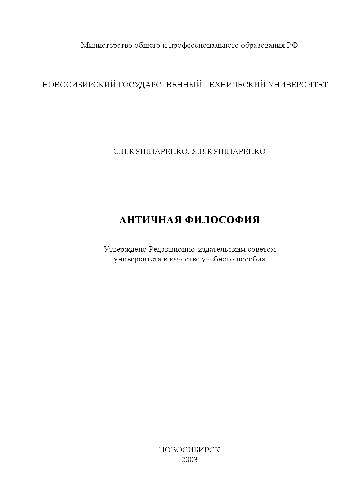 Министерство общего и профессионального образования РФ
НОВОСИБИРСКИЙ ГОСУДАРСТВЕННЫЙ ТЕХНИЧЕСКИЙ УНИВЕРСИТЕТ
КУШНАРЕНКО, Я.В. КУШНАРЕНКО
АНТИЧНАЯ ФИЛОСОФИЯ
Утверждено Редакционно-издательским советом
университета в качестве учебного пособия
НОВОСИБИРСК